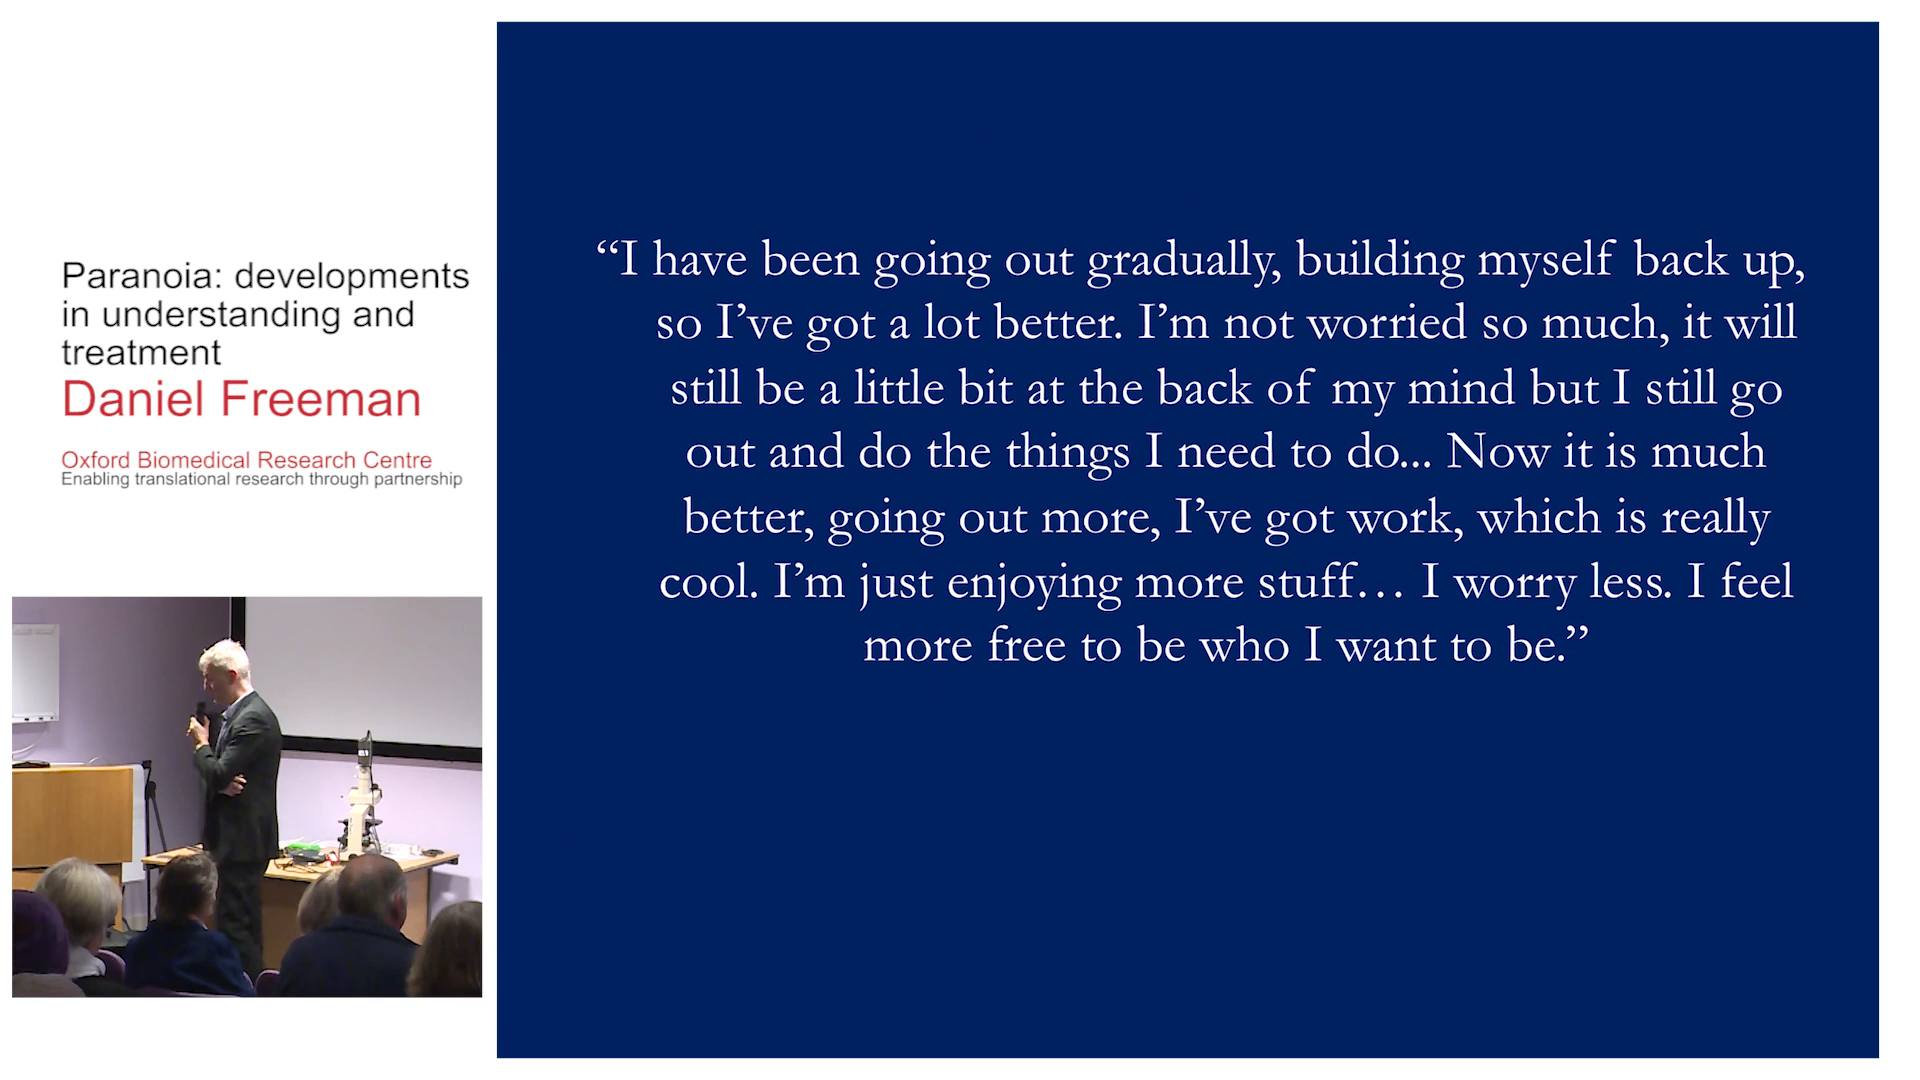 Paranoia: developments
in understanding and
treatment
Daniel Freeman
Oxford Biomedical Research Centre
Enabling translational research through partnership
“I have been going out gradually, building myself back up,
so I’ve got a lot better. I’m not worried so much, it will
still be a little bit at the back of my mind but I still go
out and do the things I need to do... Now it is much
better, going out more, I’ve got work, which is really
cool. I’m just enjoying more stuff… I worry less. I feel
more free to be who I want to be.”